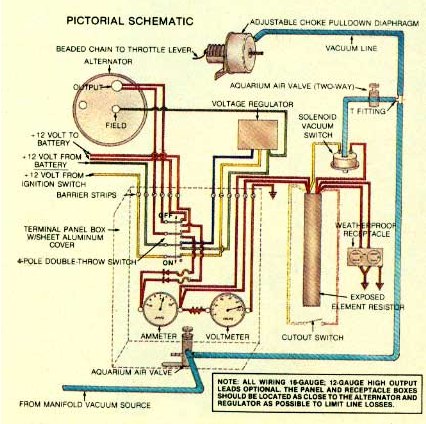 PICTORIAL SCHEMATIC
ADJUSTABLE CHOKE PULLDOWN DIAPHRAGM
BEADED CHAIN TO THROTTLE LEVER
VACUUM LINE
ALTERNATOR
OUTPUT
AQUARIUM AIR VALVE (TWO-WAY)
VOLTAGE REGULATOR
T FITTING
FIELD
SOLENOID
VACUUM
SWITCH
+12 VOLT TO
BATTERY
+12 VOLT FROM
BATTERY
+12 VOLT FROM
IGNITION SWITCH
BARRIER STRIPS
OFF
TERMINAL PANEL BOX
W/SHEET ALUMINUM
COVER
WEATHERPROOF
RECEPTACLE
4-POLE DOUBLE-THROW SWITCH
ON
EXPOSED
ELEMENT RESISTOR
AMMETER
VOLTMETER
CUTOUT SWITCH
AQUARIUM AIR VALVE
FROM MANIFOLD VACUUM SOURCE
NOTE: ALL WIRING 16-GAUGE; 12-GAUGE HIGH OUTPUT
LEADS OPTIONAL. THE PANEL AND RECEPTACLE BOXES
SHOULD BE LOCATED AS CLOSE TO THE ALTERNATOR AND
REGULATOR AS POSSIBLE TO LIMIT LINE LOSSES.